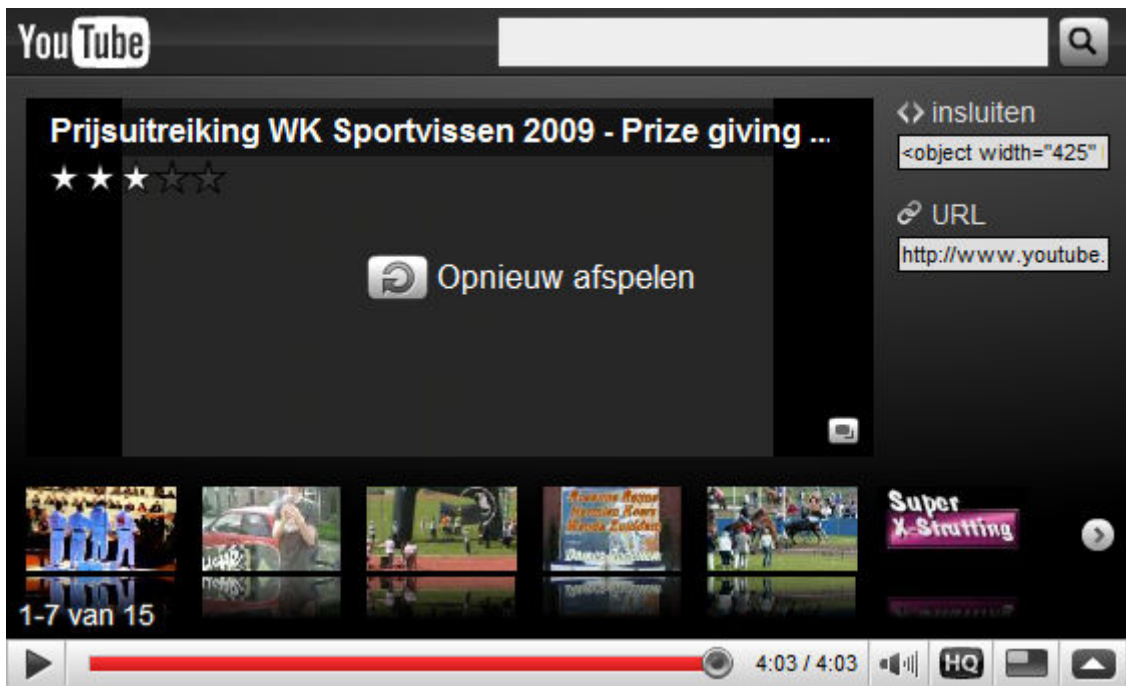 YouTube
Prijsuitreiking WK Sportvissen 2009 - Prize giving ...
insluiten
<object width="425"
URL
http://www.youtube.
Opnieuw afspelen
Super
X-Strutting
1-7 van 15
4:03 / 4:03
HQ